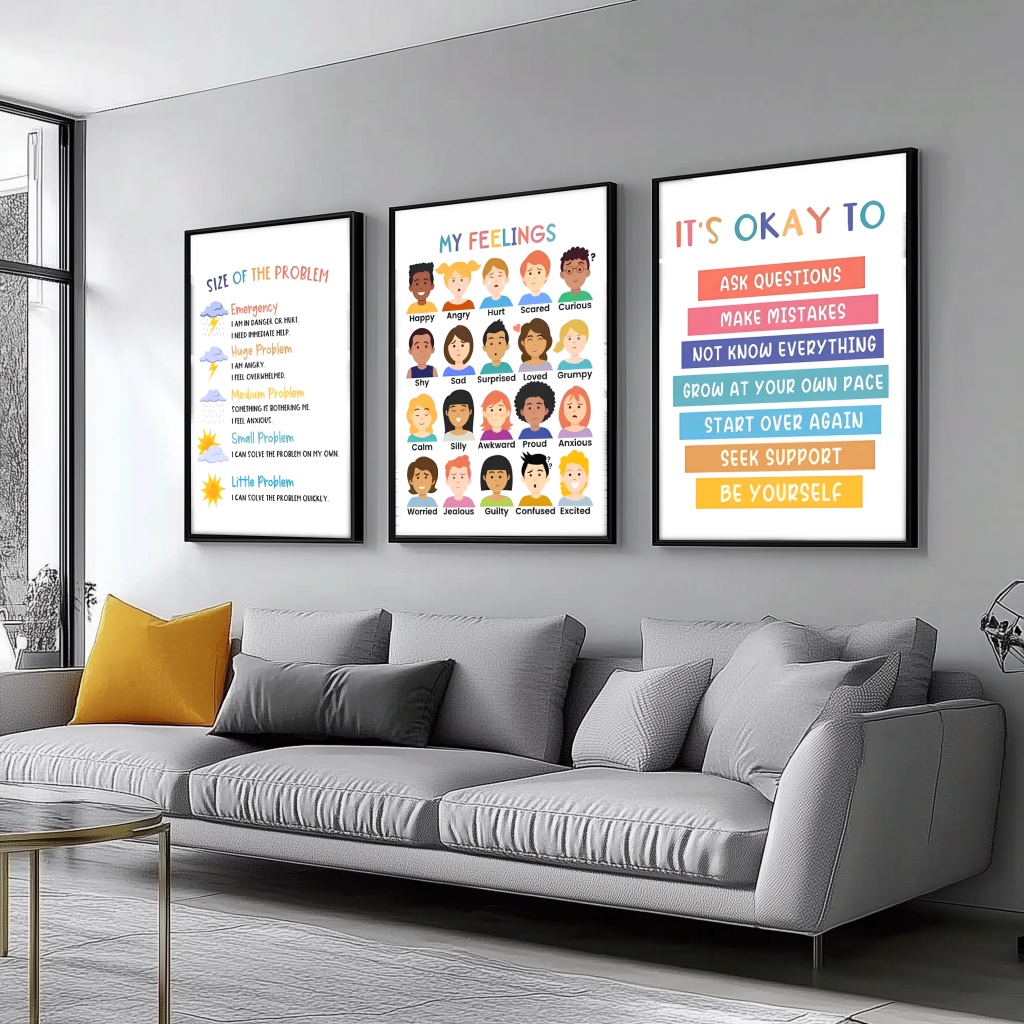 SIZE OF THE PROBLEM
Emergency
I AM IN DANGER OR HURT.
I NEED IMMEDIATE HELP.
Huge Problem
I AM ANGRY.
I FEEL OVERWHELMED.
Medium Problem
SOMETHING IS BOTHERING ME.
I FEEL ANXIOUS.
Small Problem
I CAN SOLVE THE PROBLEM ON MY OWN.
Little Problem
I CAN SOLVE THE PROBLEM QUICKLY.
MY FEELINGS
?
Happy Angry Hurt Scared Curious
Shy Sad Surprised Loved Grumpy
Calm Silly Awkward Proud Anxious
??
Worried Jealous Guilty Confused Excited
IT'S OKAY TO
ASK QUESTIONS
MAKE MISTAKES
NOT KNOW EVERYTHING
GROW AT YOUR OWN PACE
START OVER AGAIN
SEEK SUPPORT
BE YOURSELF